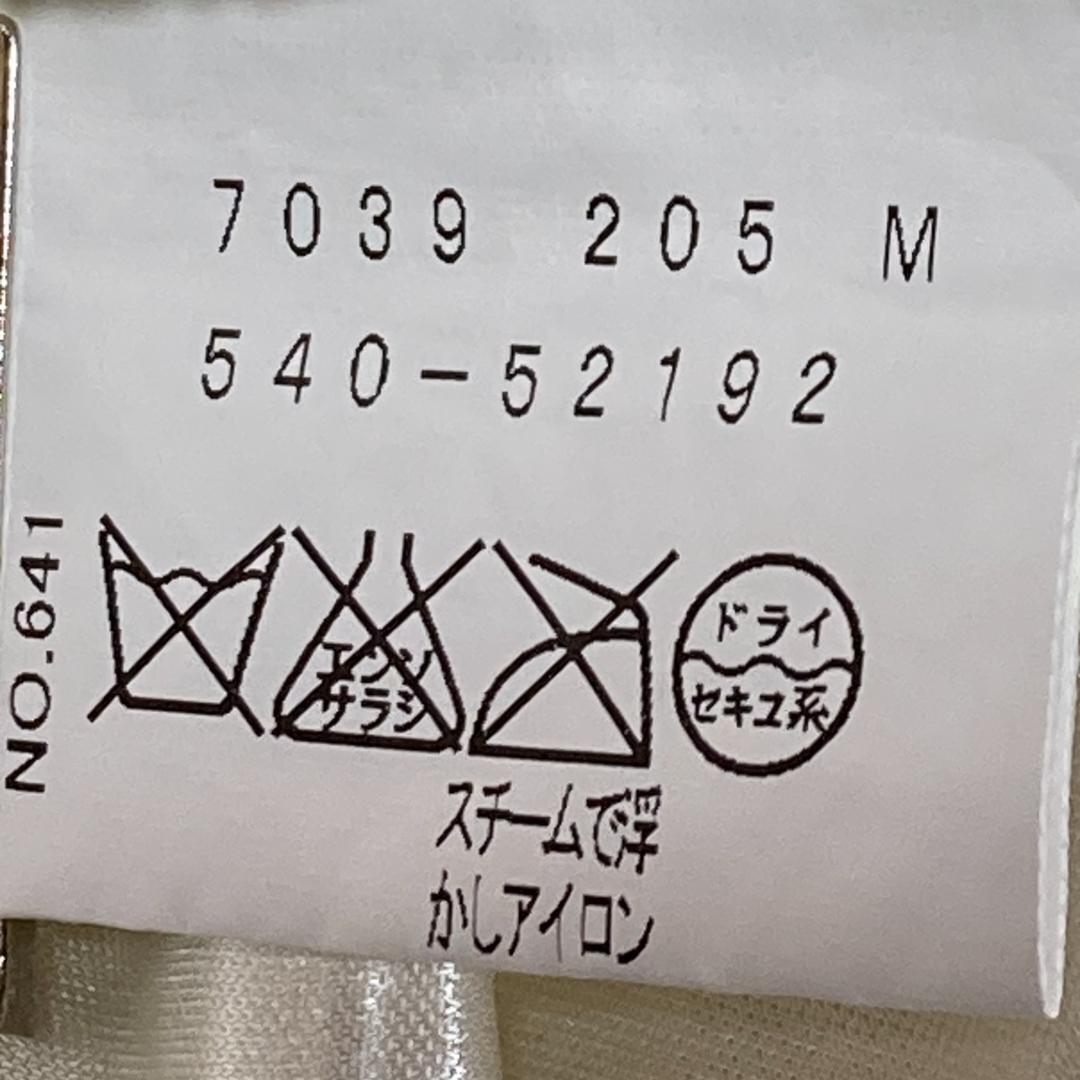 7039 205 M
540-52192
NO.641
エンソ
サラシ
ドライ
セキユ系
スチームで浮
かしアイロン